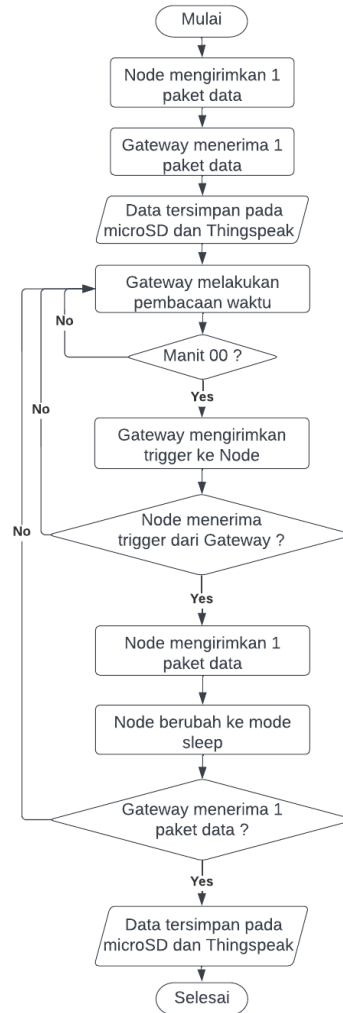 Mulai
Node mengirimkan 1
paket data
Gateway menerima 1
paket data
Data tersimpan pada
microSD dan Thingspeak
Gateway melakukan
pembacaan waktu
No
Manit 00 ?
Yes
No
Gateway mengirimkan
trigger ke Node
Node menerima
trigger dari Gateway ?
No
Yes
Node mengirimkan 1
paket data
Node berubah ke mode
sleep
Gateway menerima 1
paket data ?
Yes
Data tersimpan pada
microSD dan Thingspeak
Selesai